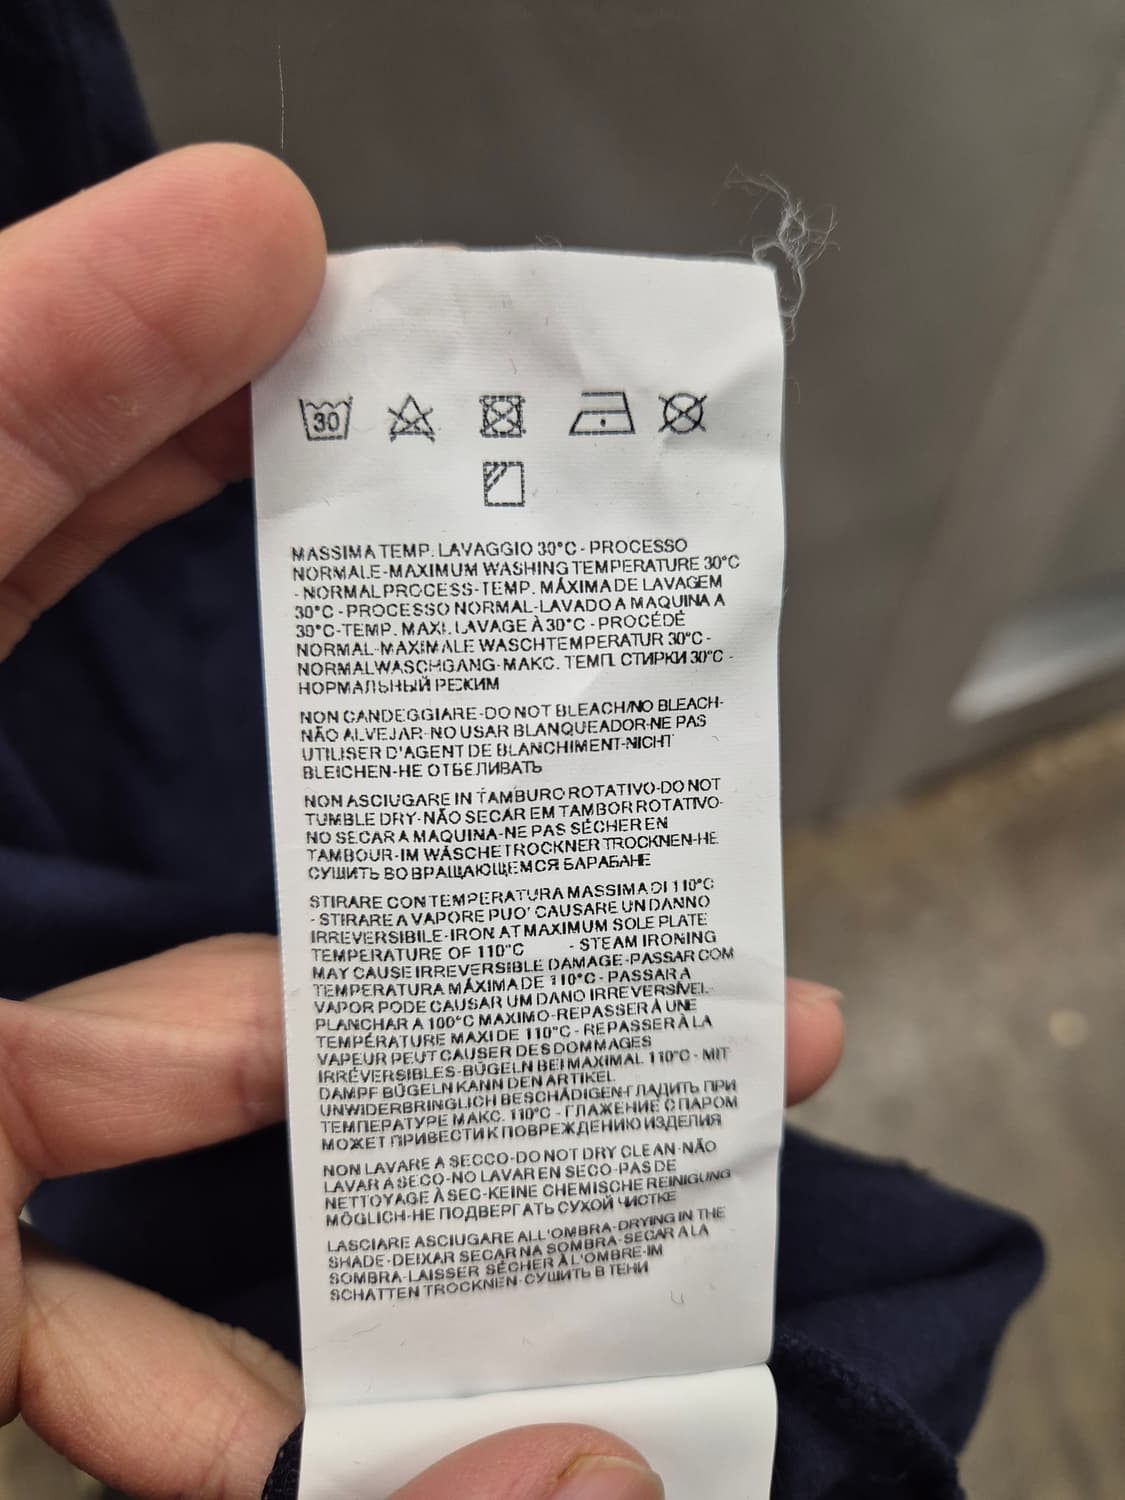 30
MASSIMA TEMP. LAVAGGIO 30°C - PROCESSO
NORMALE-MAXIMUM WASHING TEMPERATURE 30°C
- NORMAL PROCESS-TEMP. MÁXIMA DE LAVAGEM
30°C - PROCESSO NORMAL-LAVADO A MAQUINA A
30°C-TEMP. MAXI. LAVAGE À 30°C - PROCÉDÉ
NORMAL-MAXIMALE WASCHTEMPERATUR 30°C -
NORMALWASCHGANG-МАКС. ТЕМП. СТИРКИ 30°C -
НОРМАЛЬНЫЙ РЕЖИМ
NON CANDEGGIARE-DO NOT BLEACH/NO BLEACH-
NÃO ALVEJAR-NO USAR BLANQUEADOR-NE PAS
UTILISER D'AGENT DE BLANCHIMENT-NICHT
BLEICHEN-НЕ ОТБЕЛИВАТЬ
NON ASCIUGARE IN TAMBURO ROTATIVO-DO NOT
TUMBLE DRY-NÃO SECAR EM TAMBOR ROTATIVO-
NO SECAR A MAQUINA-NE PAS SÉCHER EN
TAMBOUR-IM WÄSCHETROCKNER TROCKNEN-НЕ
СУШИТЬ ВО ВРАЩАЮЩЕМСЯ БАРАБАНЕ
STIRARE CON TEMPERATURA MASSIMA DI 110°C
- STIRARE A VAPORE PUO' CAUSARE UN DANNO
IRREVERSIBILE-IRON AT MAXIMUM SOLE PLATE
TEMPERATURE OF 110°C - STEAM IRONING
MAY CAUSE IRREVERSIBLE DAMAGE-PASSAR COM
TEMPERATURA MÁXIMA DE 110°C - PASSAR A
VAPOR PODE CAUSAR UM DANO IRREVERSÍVEL-
PLANCHAR A 100°C MAXIMO-REPASSER À UNE
TEMPÉRATURE MAXI DE 110°C - REPASSER À LA
VAPEUR PEUT CAUSER DES DOMMAGES
IRRÉVERSIBLES-BÜGELN BEI MAXIMAL 110°C - MIT
DAMPF BÜGELN KANN DEN ARTIKEL
UNWIDERBRINGLICH BESCHÄDIGEN-ГЛАДИТЬ ПРИ
ТЕМПЕРАТУРЕ МАКС. 110°C - ГЛАЖЕНИЕ С ПАРОМ
МОЖЕТ ПРИВЕСТИ К ПОВРЕЖДЕНИЮ ИЗДЕЛИЯ
NON LAVARE A SECCO-DO NOT DRY CLEAN-NÃO
LAVAR A SECO-NO LAVAR EN SECO-PAS DE
NETTOYAGE À SEC-KEINE CHEMISCHE REINIGUNG
MÖGLICH-НЕ ПОДВЕРГАТЬ СУХОЙ ЧИСТКЕ
LASCIARE ASCIUGARE ALL'OMBRA-DRYING IN THE
SHADE-DEIXAR SECAR NA SOMBRA-SECAR A LA
SOMBRA-LAISSER SÉCHER À L'OMBRE-IM
SCHATTEN TROCKNEN-СУШИТЬ В ТЕНИ